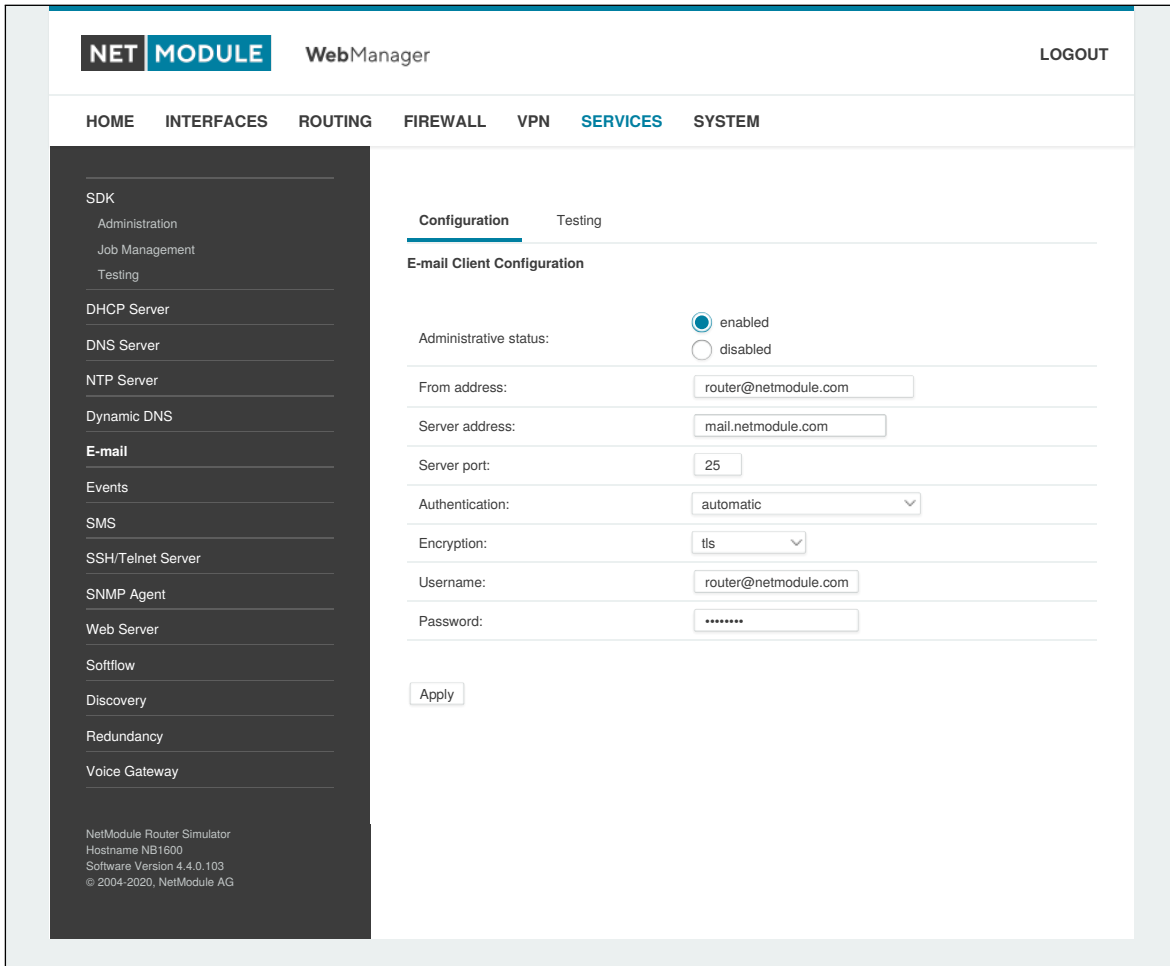 NET MODULE WebManager LOGOUT
HOME INTERFACES ROUTING FIREWALL VPN SERVICES SYSTEM
SDK
Administration
Job Management
Testing
DHCP Server
DNS Server
NTP Server
Dynamic DNS
E-mail
Events
SMS
SSH/Telnet Server
SNMP Agent
Web Server
Softflow
Discovery
Redundancy
Voice Gateway
NetModule Router Simulator
Hostname NB1600
Software Version 4.4.0.103
© 2004-2020, NetModule AG
Configuration Testing
E-mail Client Configuration
Administrative status: enabled
disabled
From address: router@netmodule.com
Server address: mail.netmodule.com
Server port: 25
Authentication: automatic
Encryption: tls
Username: router@netmodule.com
Password: ••••••••
Apply